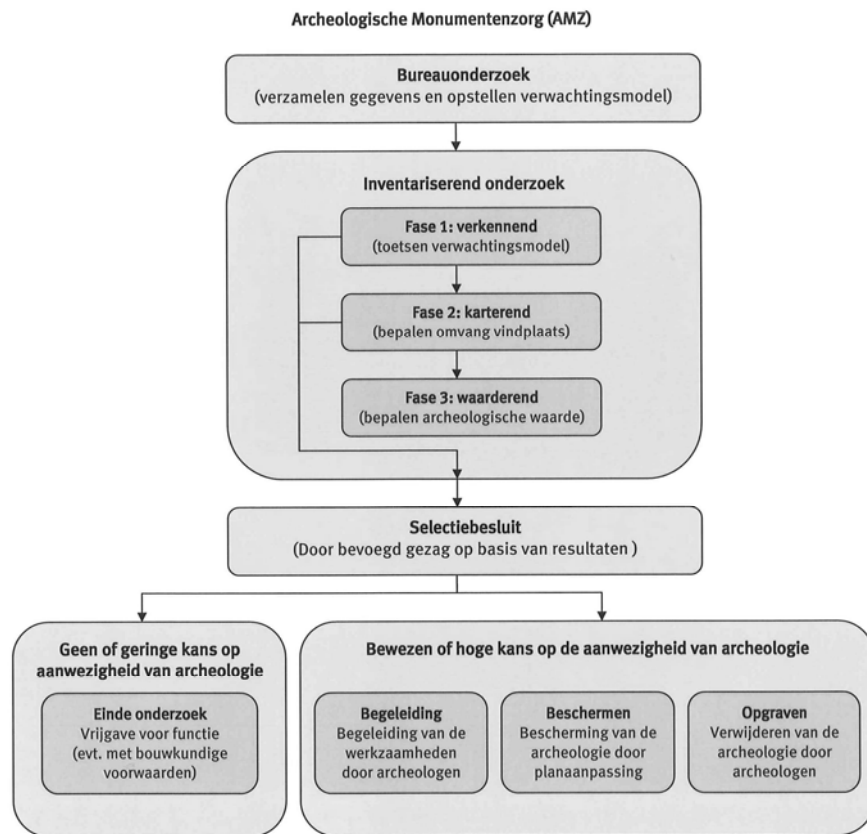 Archeologische Monumentenzorg (AMZ)
Bureauonderzoek
(verzamelen gegevens en opstellen verwachtingsmodel)
Inventariserend onderzoek
Fase 1: verkennend
(toetsen verwachtingsmodel)
Fase 2: karterend
(bepalen omvang vindplaats)
Fase 3: waarderend
(bepalen archeologische waarde)
Selectiebesluit
(Door bevoegd gezag op basis van resultaten )
Geen of geringe kans op
aanwezigheid van archeologie
Einde onderzoek
Vrijgave voor functie
(evt. met bouwkundige
voorwaarden)
Bewezen of hoge kans op de aanwezigheid van archeologie
Begeleiding
Begeleiding van de
werkzaamheden
door archeologen
Beschermen
Bescherming van de
archeologie door
planaanpassing
Opgraven
Verwijderen van de
archeologie door
archeologen